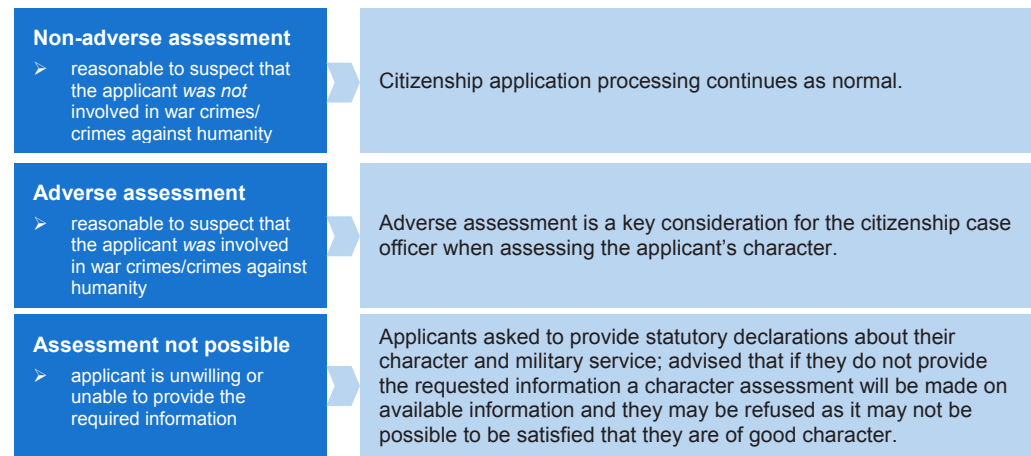 Non-adverse assessment
➢ reasonable to suspect that
the applicant was not
involved in war crimes/
crimes against humanity
Citizenship application processing continues as normal.
Adverse assessment
➢ reasonable to suspect that
the applicant was involved
in war crimes/crimes against
humanity
Adverse assessment is a key consideration for the citizenship case
officer when assessing the applicant’s character.
Assessment not possible
➢ applicant is unwilling or
unable to provide the
required information
Applicants asked to provide statutory declarations about their
character and military service; advised that if they do not provide
the requested information a character assessment will be made on
available information and they may be refused as it may not be
possible to be satisfied that they are of good character.